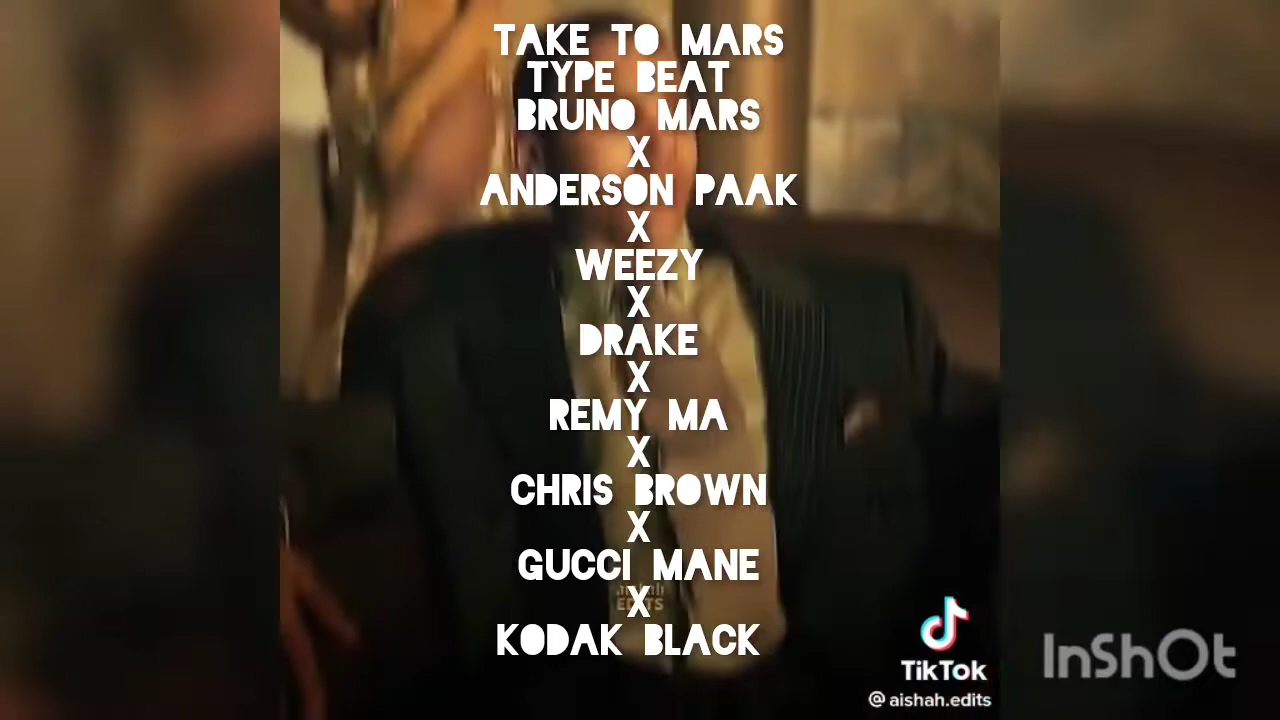 TAKE TO MARS
TYPE BEAT
BRUNO MARS
X
ANDERSON PAAK
X
WEEZY
X
DRAKE
X
REMY MA
X
CHRIS BROWN
X
GUCCI MANE
X
KODAK BLACK
EDITS
TikTok
@aishah.edits
InShOt